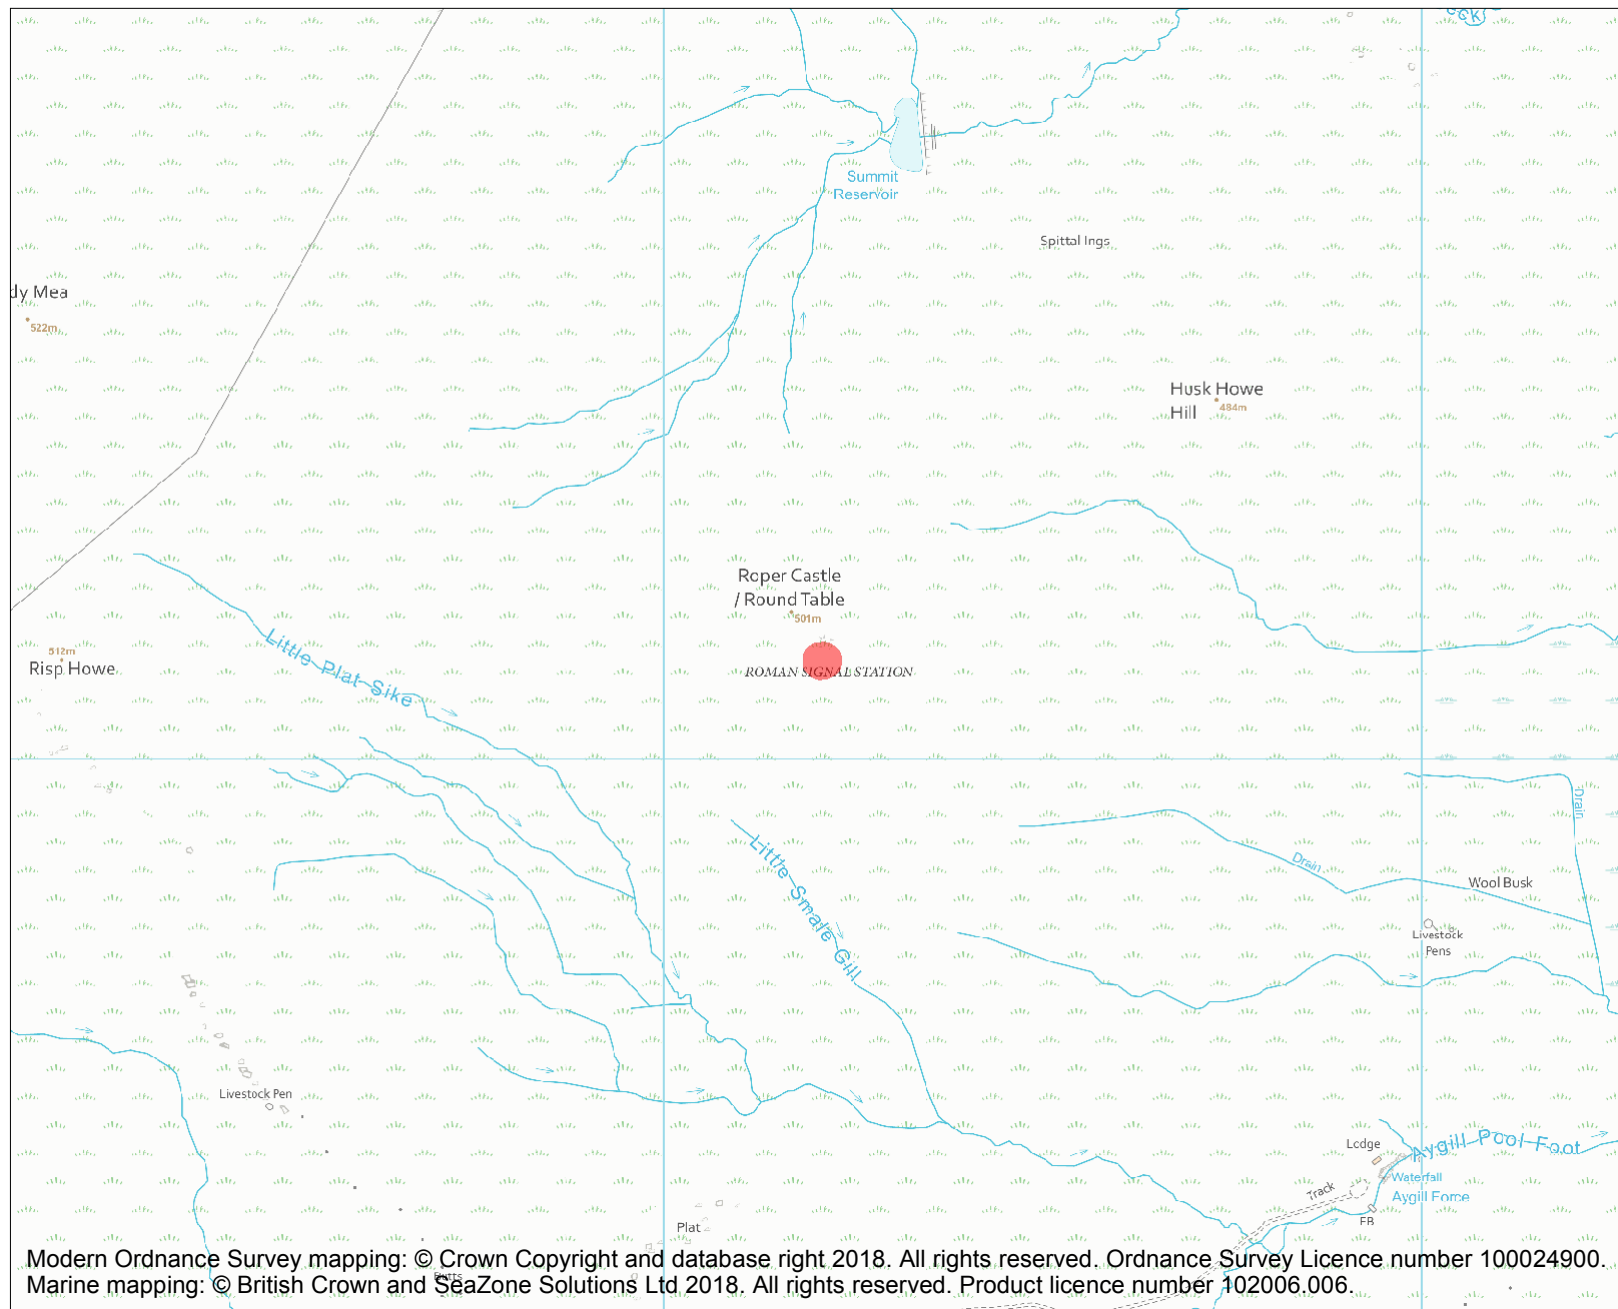 Summit
Reservoir
Spittal Ings
dy Mea
522m
Husk Howe
Hill
484m
Roper Castle
/ Round Table
501m
ROMAN SIGNAL STATION
512m
Risp Howe
Little Plat Sike
Little Smale Gill
Drain
Drain
Wool Busk
Livestock
Pens
Livestock Pen
Lodge
Aygill Pool Foot
Waterfall
Aygill Force
Track
FB
Plat
Butts
Modern Ordnance Survey mapping: © Crown Copyright and database right 2018. All rights reserved. Ordnance Survey Licence number 100024900.
Marine mapping: © British Crown and SeaZone Solutions Ltd 2018. All rights reserved. Product licence number 102006.006.